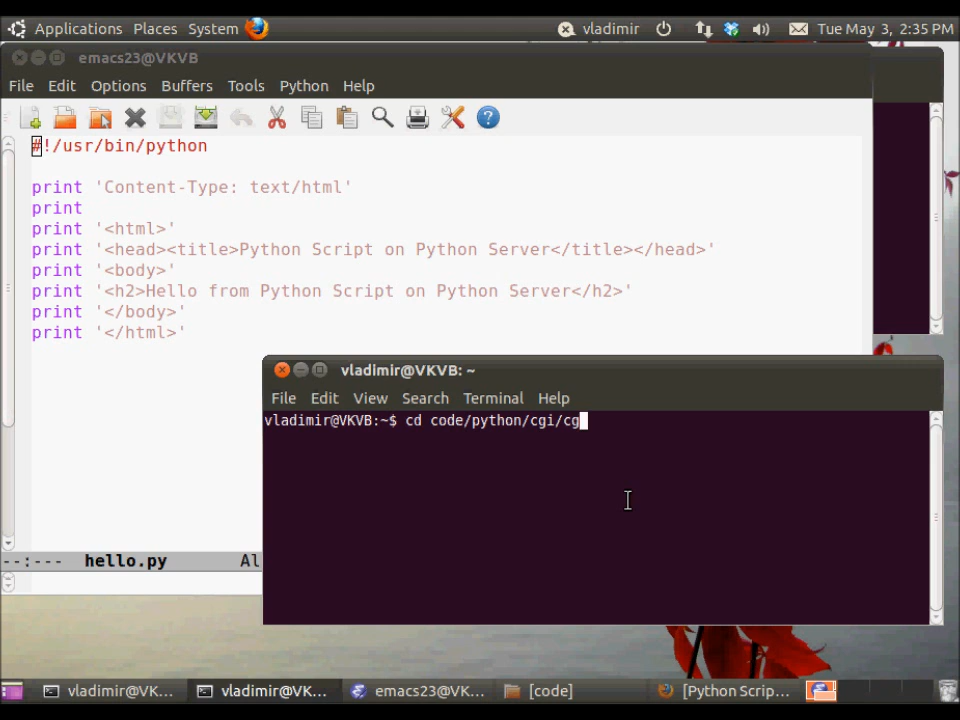 Applications Places System vladimir Tue May 3, 2:35 PM
emacs23@VKVB
File Edit Options Buffers Tools Python Help
#!/usr/bin/python
print 'Content-Type: text/html'
print
print '<html>'
print '<head><title>Python Script on Python Server</title></head>'
print '<body>'
print '<h2>Hello from Python Script on Python Server</h2>'
print '</body>'
print '</html>'
vladimir@VKVB: ~
File Edit View Search Terminal Help
vladimir@VKVB:~$ cd code/python/cgi/cg
--:--- hello.py Al
vladimir@VK... vladimir@VK... emacs23@VK... [code] [Python Scrip...